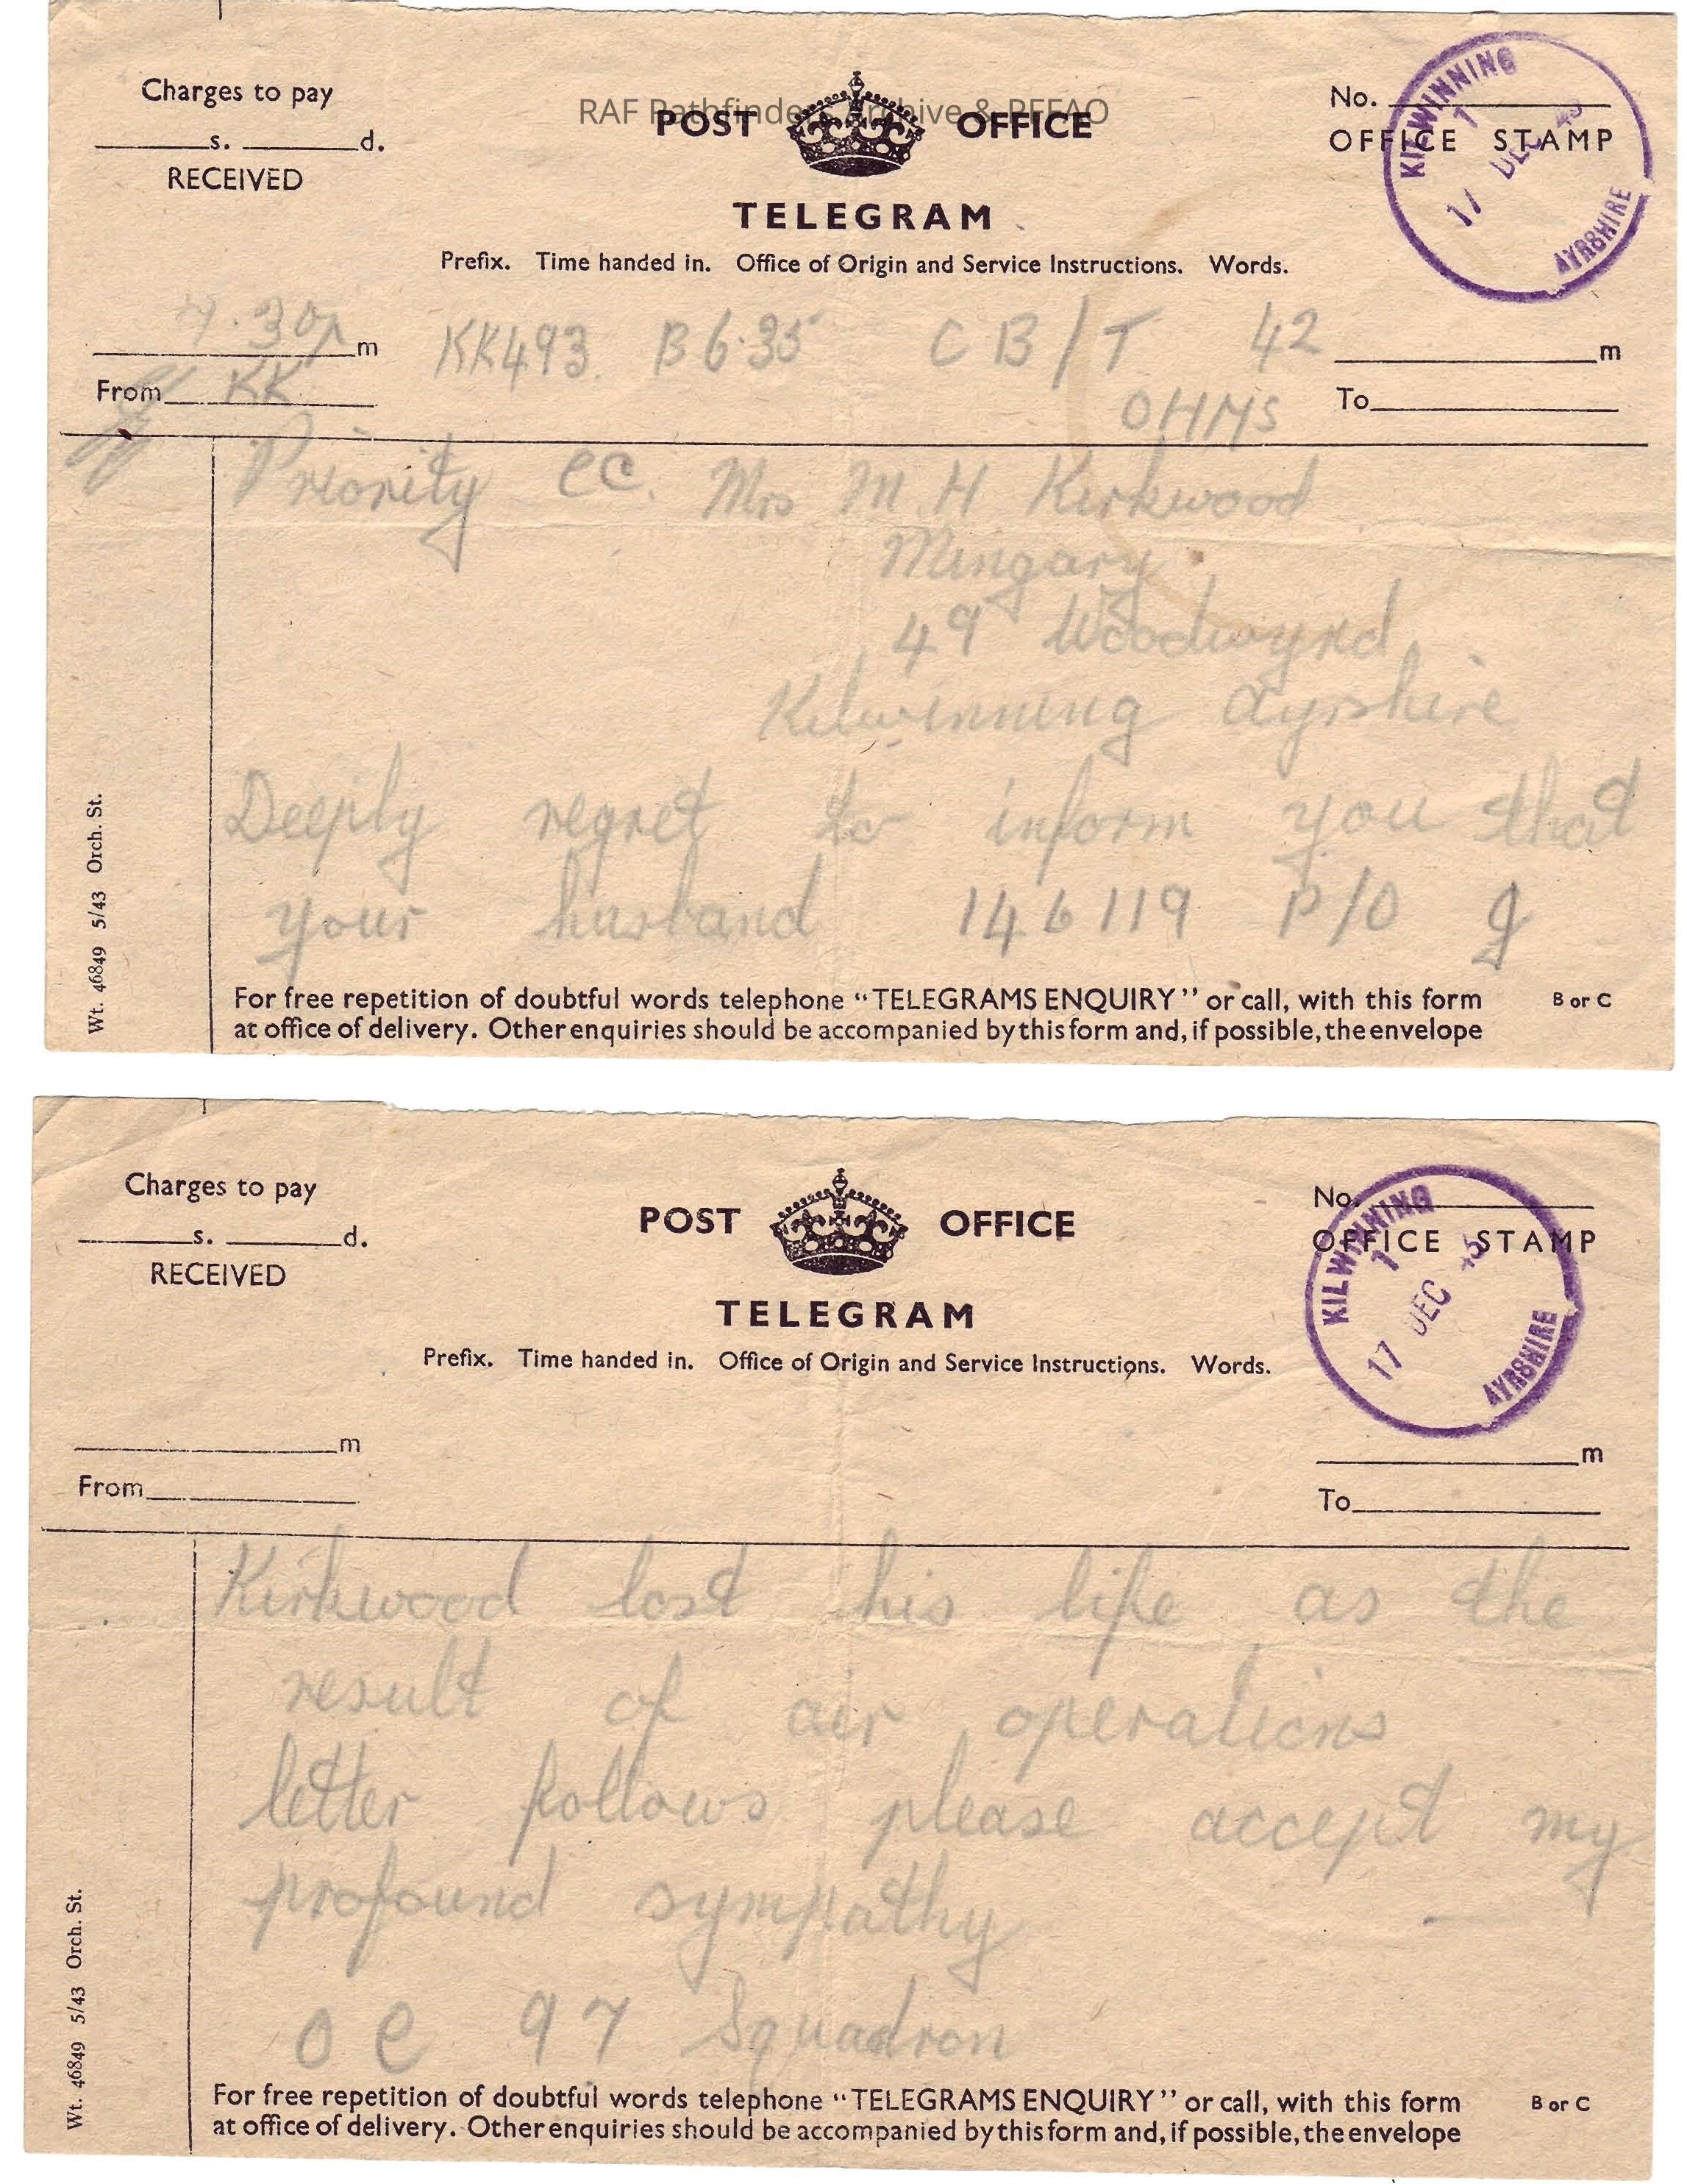 RAF Pathfinders Archive & PFFAO
Charges to pay
s. d.
RECEIVED
POST OFFICE
TELEGRAM
Prefix. Time handed in. Office of Origin and Service Instructions. Words.
No.
OFFICE STAMP
KILWINNING
1
17 DEC 43
AYRSHIRE
7.30p m
From KK
KK493 B 6.35 C B/T 42
OHMS
m
To
Priority CC. Mrs M H Kirkwood
Mingary
49 Woodwynd
Kilwinning Ayrshire
Deeply regret to inform you that
your husband 146119 P/O J
Wt. 46849 5/43 Orch. St.
For free repetition of doubtful words telephone “TELEGRAMS ENQUIRY” or call, with this form
at office of delivery. Other enquiries should be accompanied by this form and, if possible, the envelope
B or C
Charges to pay
s. d.
RECEIVED
POST OFFICE
TELEGRAM
Prefix. Time handed in. Office of Origin and Service Instructions. Words.
No.
OFFICE STAMP
KILWINNING
1
17 DEC 43
AYRSHIRE
m
From
m
To
Kirkwood lost his life as the
result of air operations
letter follows please accept my
profound sympathy
O C 97 Squadron
Wt. 46849 5/43 Orch. St.
For free repetition of doubtful words telephone “TELEGRAMS ENQUIRY” or call, with this form
at office of delivery. Other enquiries should be accompanied by this form and, if possible, the envelope
B or C